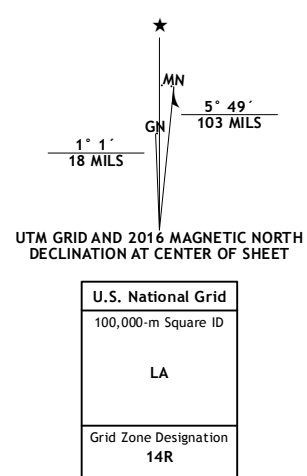 ★
MN
5° 49´
103 MILS
GN
1° 1´
18 MILS
UTM GRID AND 2016 MAGNETIC NORTH
DECLINATION AT CENTER OF SHEET
U.S. National Grid
100,000-m Square ID
LA
Grid Zone Designation
14R